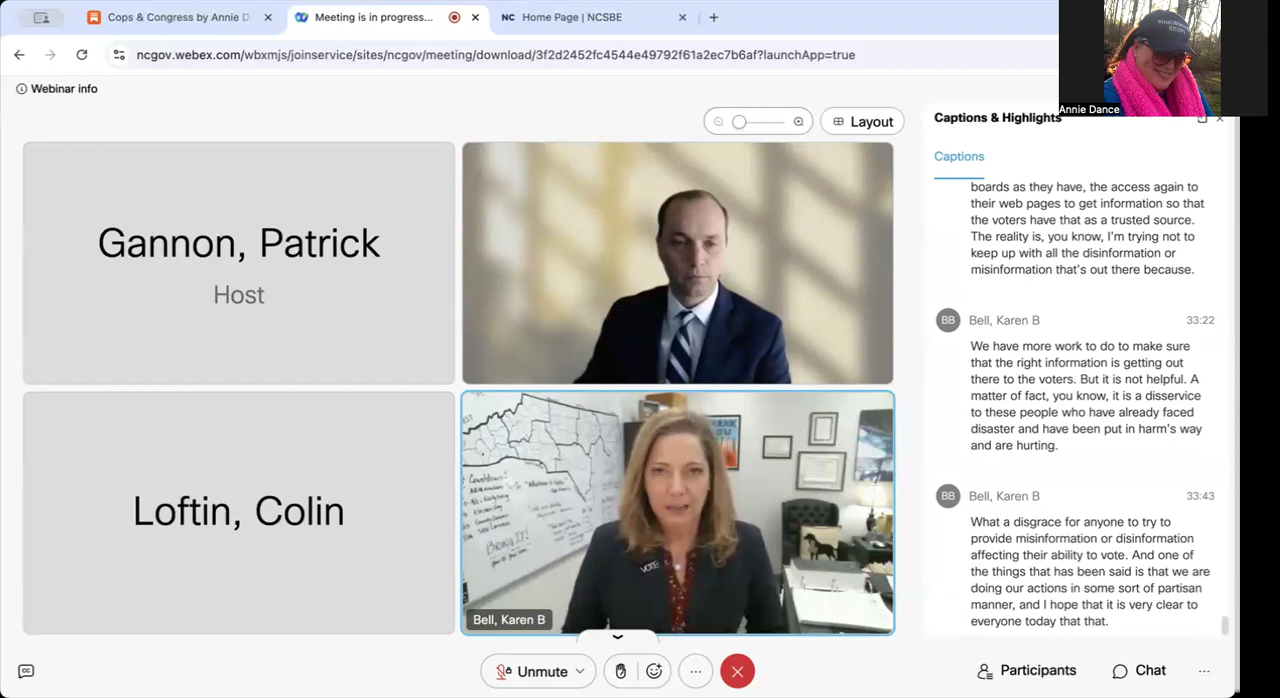 Cops & Congress by Annie D
Meeting is in progress...
NC Home Page | NCSBE
ncgov.webex.com/wbxmjs/joinservice/sites/ncgov/meeting/download/3f2d2452fc4544e49792f61a2ec7b6af?launchApp=true
Annie Dance
Webinar info
Layout
Captions & Highlights
Captions
Gannon, Patrick
Host
Loftin, Colin
VOTE
BRING IT!
Bell, Karen B
boards as they have, the access again to
their web pages to get information so that
the voters have that as a trusted source.
The reality is, you know, I'm trying not to
keep up with all the disinformation or
misinformation that's out there because.
BB Bell, Karen B 33:22
We have more work to do to make sure
that the right information is getting out
there to the voters. But it is not helpful. A
matter of fact, you know, it is a disservice
to these people who have already faced
disaster and have been put in harm's way
and are hurting.
BB Bell, Karen B 33:43
What a disgrace for anyone to try to
provide misinformation or disinformation
affecting their ability to vote. And one of
the things that has been said is that we are
doing our actions in some sort of partisan
manner, and I hope that it is very clear to
everyone today that that.
CC
Unmute
Participants
Chat